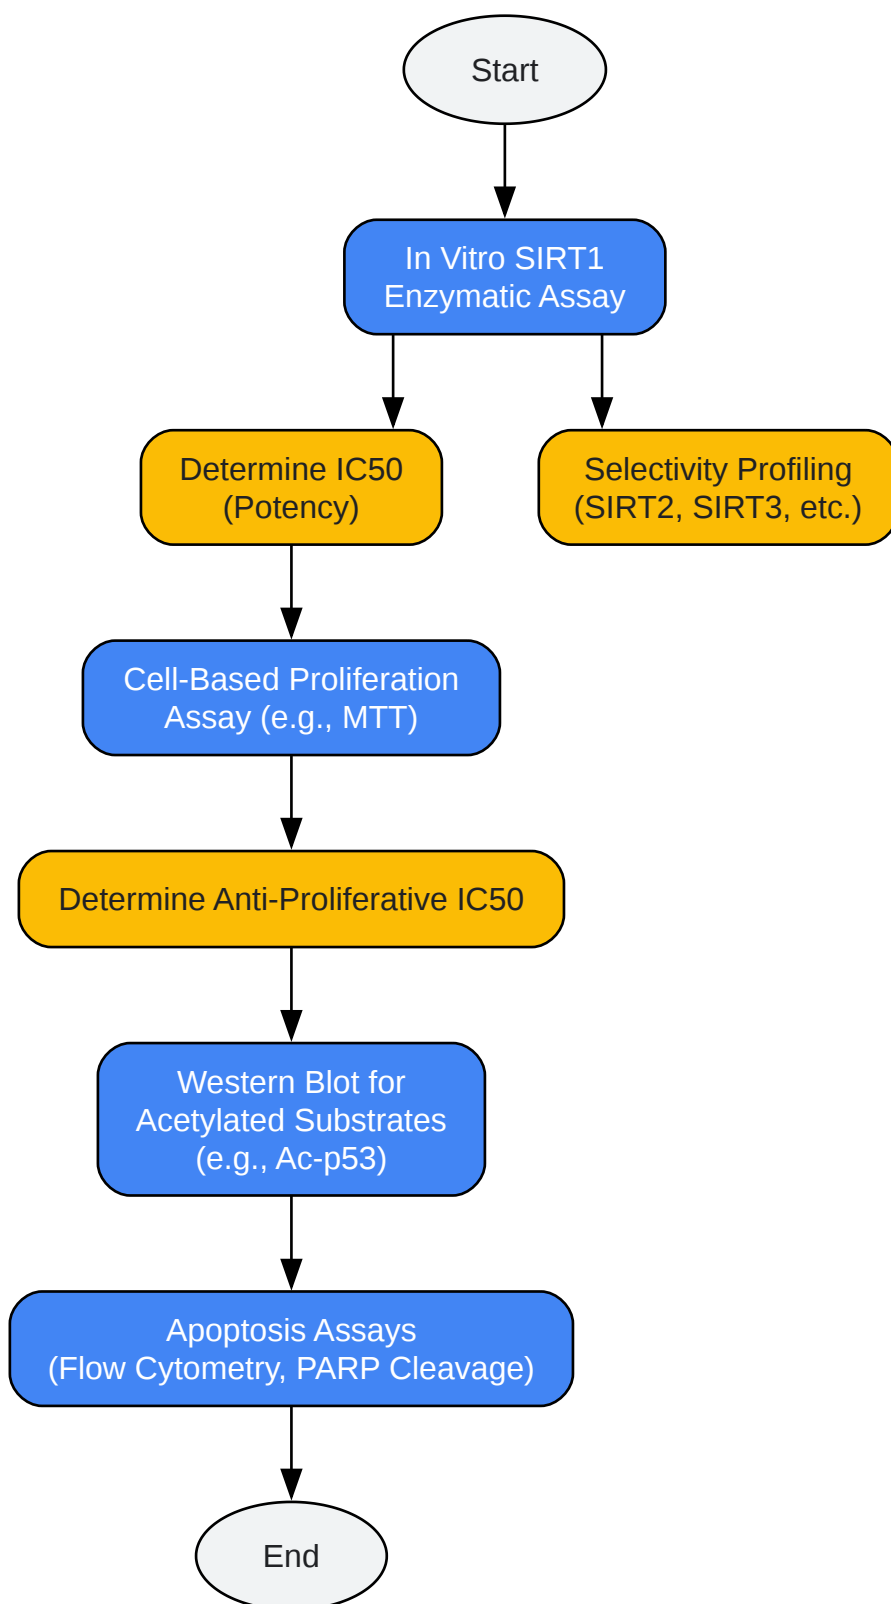 Start
In Vitro SIRT1
Enzymatic Assay
Determine IC50
(Potency)
Selectivity Profiling
(SIRT2, SIRT3, etc.)
Cell-Based Proliferation
Assay (e.g., MTT)
Determine Anti-Proliferative IC50
Western Blot for
Acetylated Substrates
(e.g., Ac-p53)
Apoptosis Assays
(Flow Cytometry, PARP Cleavage)
End